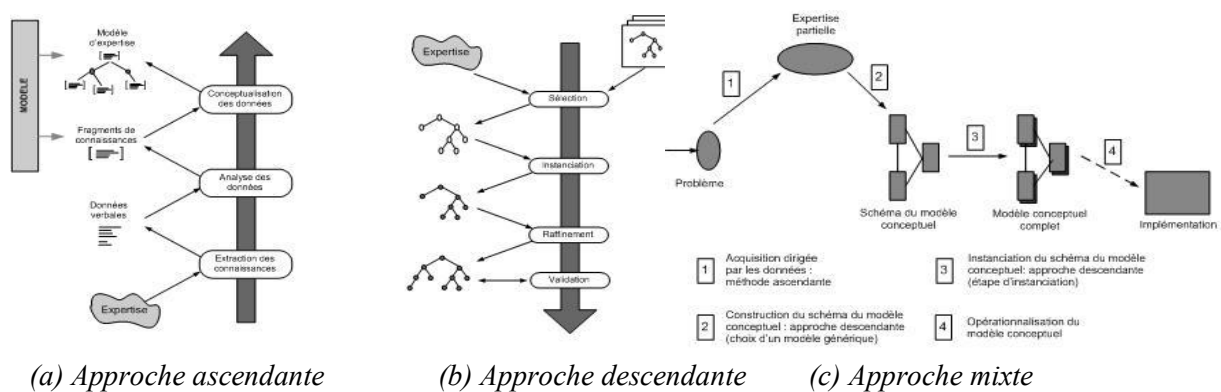 MODÈLE
Modèle
d'expertise
Conceptualisation
des données
Fragments de
connaissances
Analyse des
données
Données
verbales
Extraction des
connaissances
Expertise
(a) Approche ascendante
Expertise
Sélection
Instanciation
Raffinement
Validation
(b) Approche descendante
Expertise
partielle
1
2
3
4
Problème
Schéma du modèle
conceptuel
Modèle conceptuel
complet
Implémentation
1
Acquisition dirigée
par les données :
méthode ascendante
2
Construction du schéma du modèle
conceptuel : approche descendante
(choix d'un modèle générique)
3
Instanciation du schéma du modèle
conceptuel: approche descendante
(étape d'instanciation)
4
Opérationnalisation du
modèle conceptuel
(c) Approche mixte